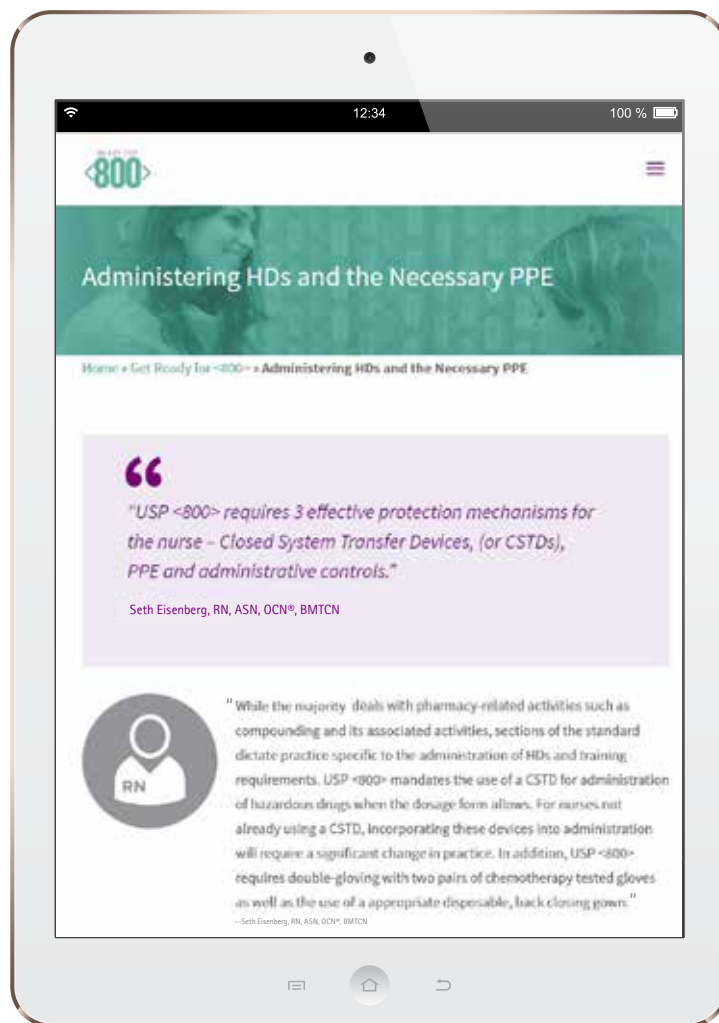 12:34
100 %
READY FOR
<800>
Administering HDs and the Necessary PPE
Home » Get Ready for <800> » Administering HDs and the Necessary PPE
“
"USP <800> requires 3 effective protection mechanisms for
the nurse – Closed System Transfer Devices, (or CSTDs),
PPE and administrative controls."
Seth Eisenberg, RN, ASN, OCN®, BMTCN
RN
" While the majority deals with pharmacy-related activities such as
compounding and its associated activities, sections of the standard
dictate practice specific to the administration of HDs and training
requirements. USP <800> mandates the use of a CSTD for administration
of hazardous drugs when the dosage form allows. For nurses not
already using a CSTD, incorporating these devices into administration
will require a significant change in practice. In addition, USP <800>
requires double-gloving with two pairs of chemotherapy tested gloves
as well as the use of a appropriate disposable, back closing gown."
--Seth Eisenberg, RN, ASN, OCN®, BMTCN